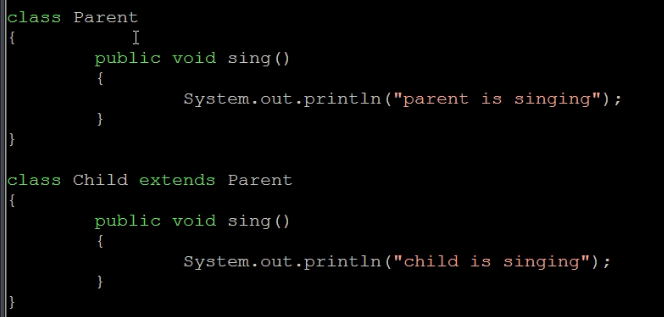 class Parent
{
public void sing()
{
System.out.println("parent is singing");
}
}
class Child extends Parent
{
public void sing()
{
System.out.println("child is singing");
}
}